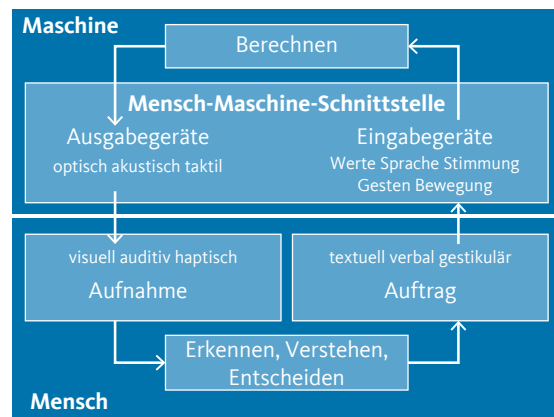 Maschine
Berechnen
Mensch-Maschine-Schnittstelle
Ausgabegeräte
optisch akustisch taktil
Eingabegeräte
Werte Sprache Stimmung
Gesten Bewegung
visuell auditiv haptisch
Aufnahme
textuell verbal gestikulär
Auftrag
Erkennen, Verstehen,
Entscheiden
Mensch